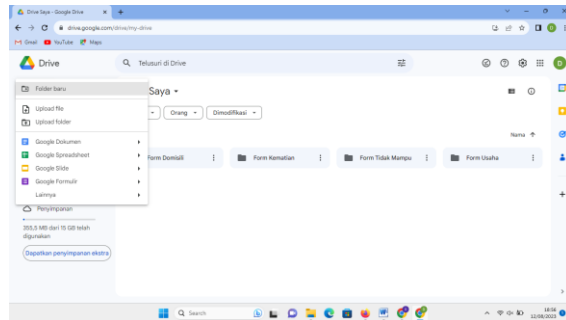 Drive Saya - Google Drive
drive.google.com/drive/my-drive
Gmail YouTube Maps
Drive
Telusuri di Drive
Folder baru
Saya
Upload file
Upload folder
Orang
Dimodifikasi
Nama
Google Dokumen
Google Spreadsheet
Google Slide
Google Formulir
Lainnya
Form Domisili
Form Kematian
Form Tidak Mampu
Form Usaha
Penyimpanan
355,5 MB dari 15 GB telah
digunakan
Dapatkan penyimpanan ekstra
Search
16:56
12/08/2023